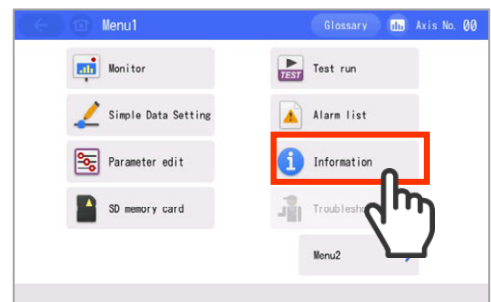 Menu1 Glossary Axis No. 00
Monitor
TEST
Test run
Simple Data Setting
Alarm list
Parameter edit
Information
SD memory card
Menu2